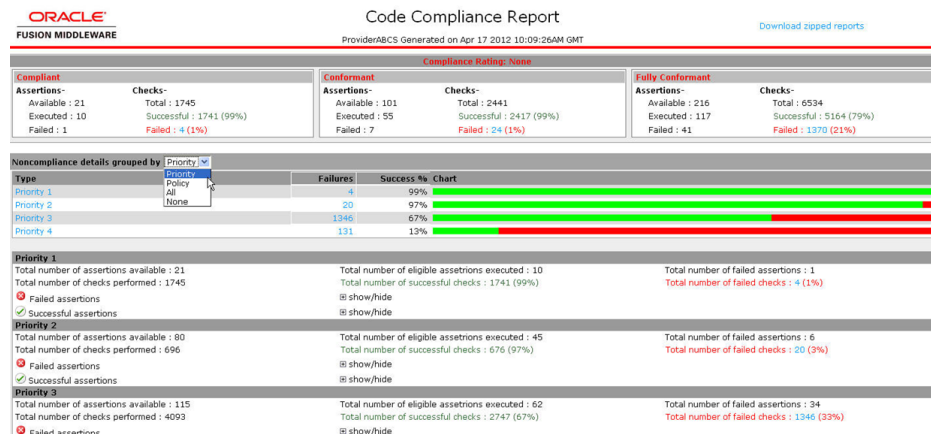 ORACLE
FUSION MIDDLEWARE
Code Compliance Report
ProviderABCS Generated on Apr 17 2012 10:09:26AM GMT
Download zipped reports
Compliance Rating: None
Compliant
Assertions- Checks-
Available : 21 Total : 1745
Executed : 10 Successful : 1741 (99%)
Failed : 1 Failed : 4 (1%)
Conformant
Assertions- Checks-
Available : 101 Total : 2441
Executed : 55 Successful : 2417 (99%)
Failed : 7 Failed : 24 (1%)
Fully Conformant
Assertions- Checks-
Available : 216 Total : 6534
Executed : 117 Successful : 5164 (79%)
Failed : 41 Failed : 1370 (21%)
Noncompliance details grouped by Priority
Priority
Policy
All
None
Type Failures Success % Chart
Priority 1 4 99%
Priority 2 20 97%
Priority 3 1346 67%
Priority 4 131 13%
Priority 1
Total number of assertions available : 21 Total number of eligible assetrions executed : 10 Total number of failed assertions : 1
Total number of checks performed : 1745 Total number of successful checks : 1741 (99%) Total number of failed checks : 4 (1%)
Failed assertions show/hide
Successful assertions show/hide
Priority 2
Total number of assertions available : 80 Total number of eligible assetrions executed : 45 Total number of failed assertions : 6
Total number of checks performed : 696 Total number of successful checks : 676 (97%) Total number of failed checks : 20 (3%)
Failed assertions show/hide
Successful assertions show/hide
Priority 3
Total number of assertions available : 115 Total number of eligible assetrions executed : 62 Total number of failed assertions : 34
Total number of checks performed : 4093 Total number of successful checks : 2747 (67%) Total number of failed checks : 1346 (33%)
Failed assertions show/hide